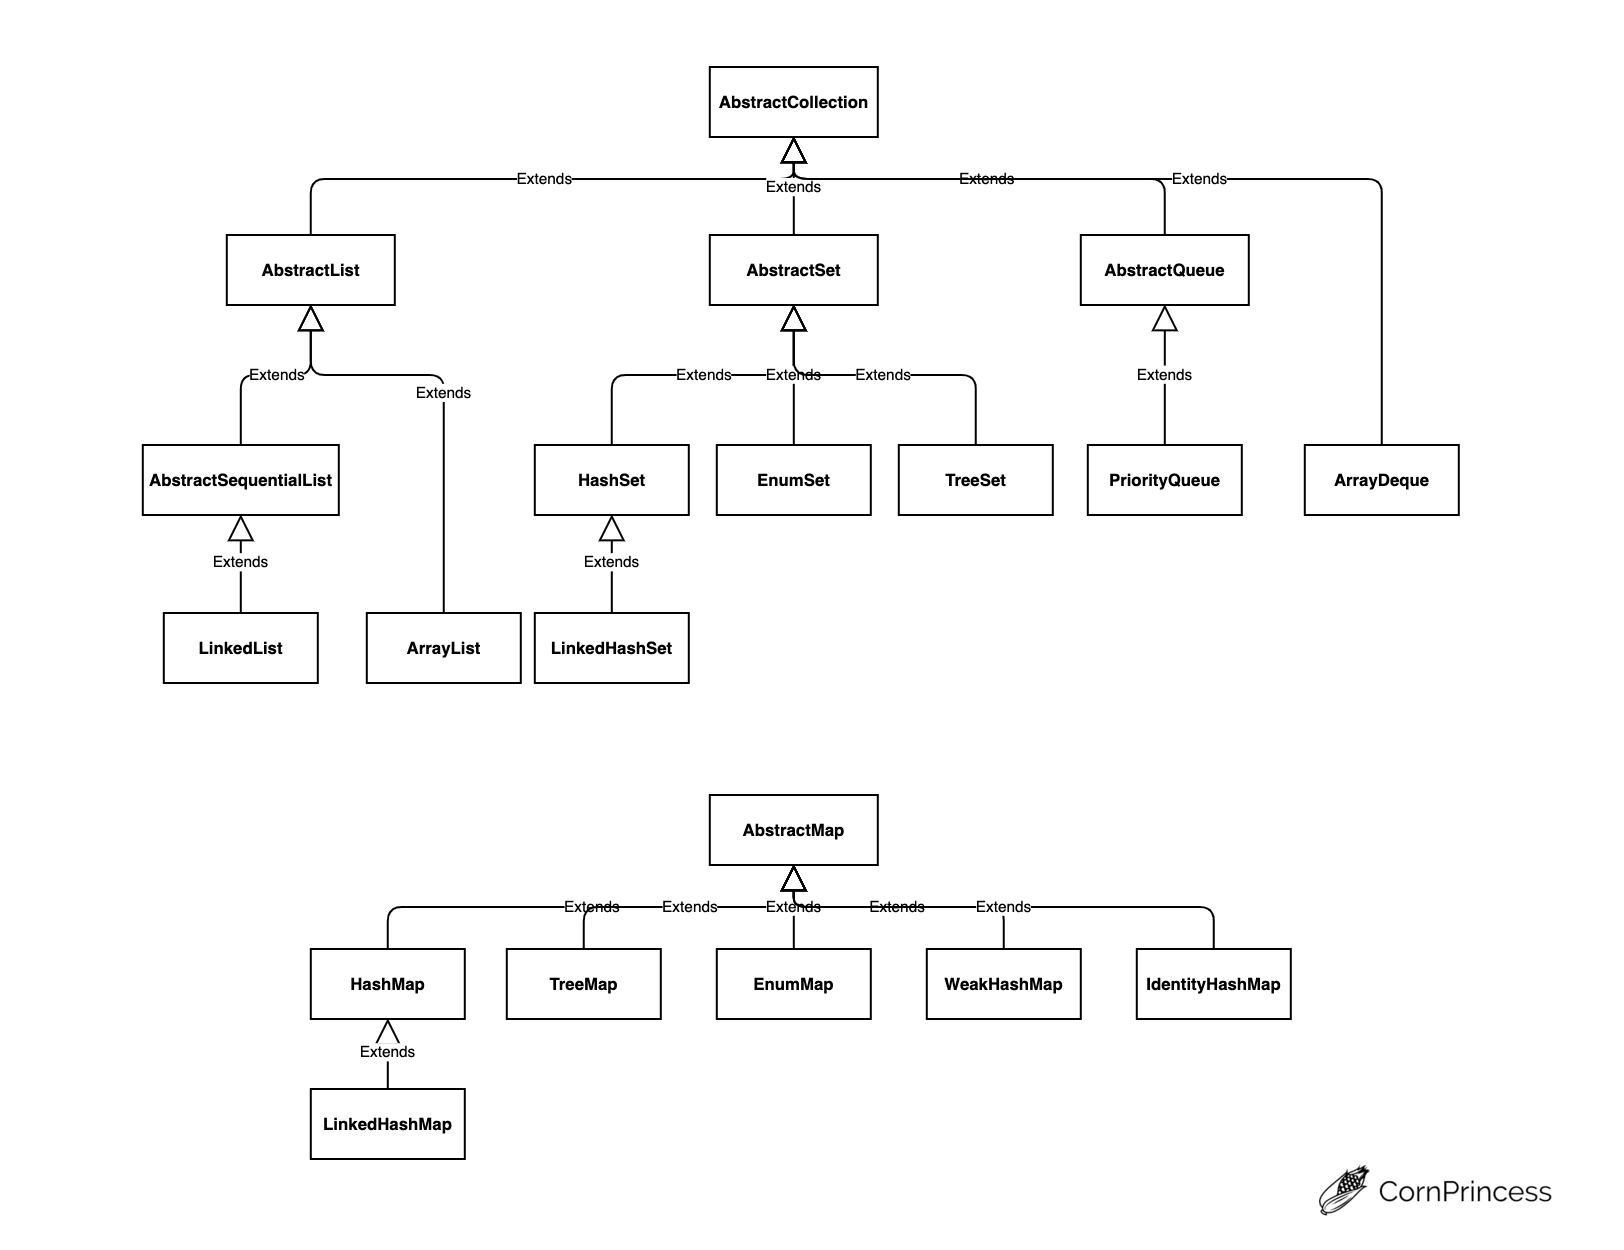 AbstractCollection
Extends
Extends
Extends
Extends
AbstractList
AbstractSet
AbstractQueue
Extends
Extends
Extends
Extends
Extends
Extends
AbstractSequentialList
HashSet
EnumSet
TreeSet
PriorityQueue
ArrayDeque
Extends
Extends
LinkedList
ArrayList
LinkedHashSet
AbstractMap
Extends
Extends
Extends
Extends
Extends
HashMap
TreeMap
EnumMap
WeakHashMap
IdentityHashMap
Extends
LinkedHashMap
CornPrincess